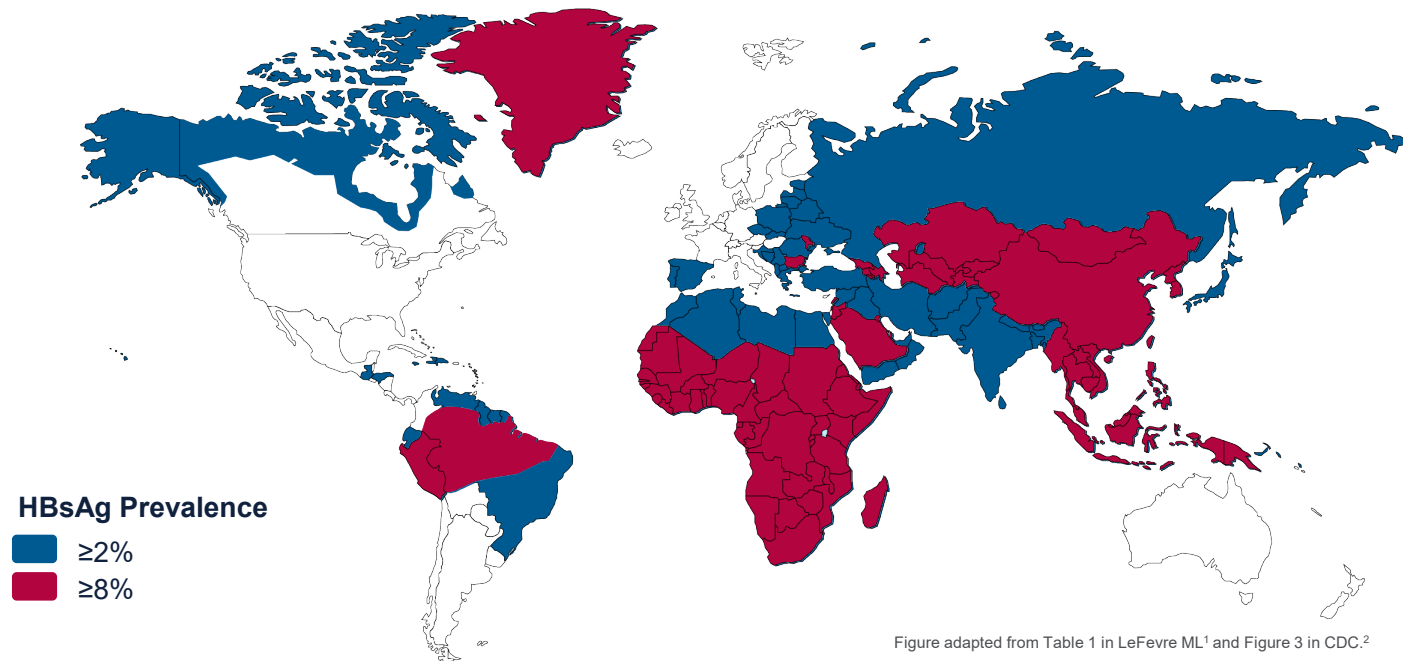 HBsAg Prevalence
≥2%
≥8%
Figure adapted from Table 1 in LeFevre ML¹ and Figure 3 in CDC.²